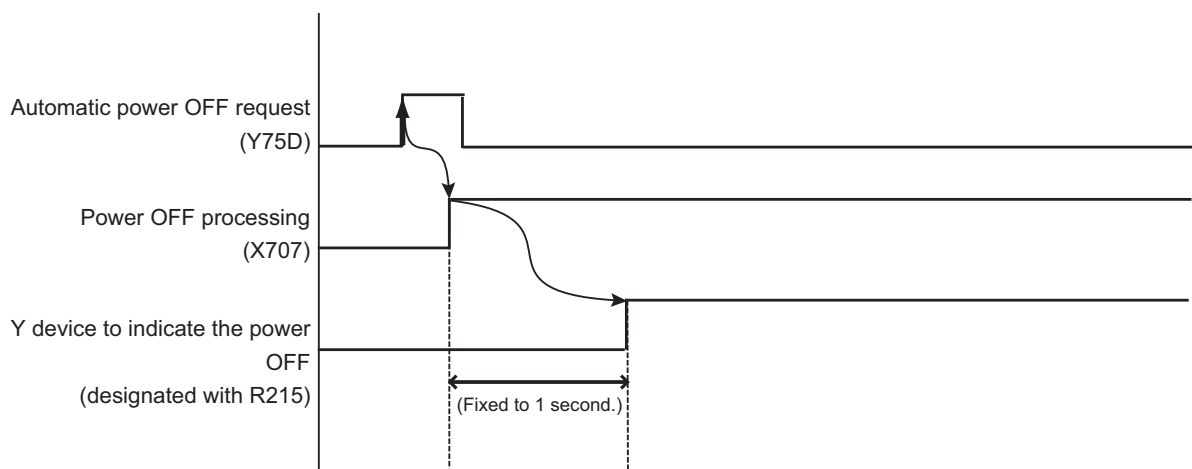 Automatic power OFF request
(Y75D)
Power OFF processing
(X707)
Y device to indicate the power
OFF
(designated with R215)
(Fixed to 1 second.)